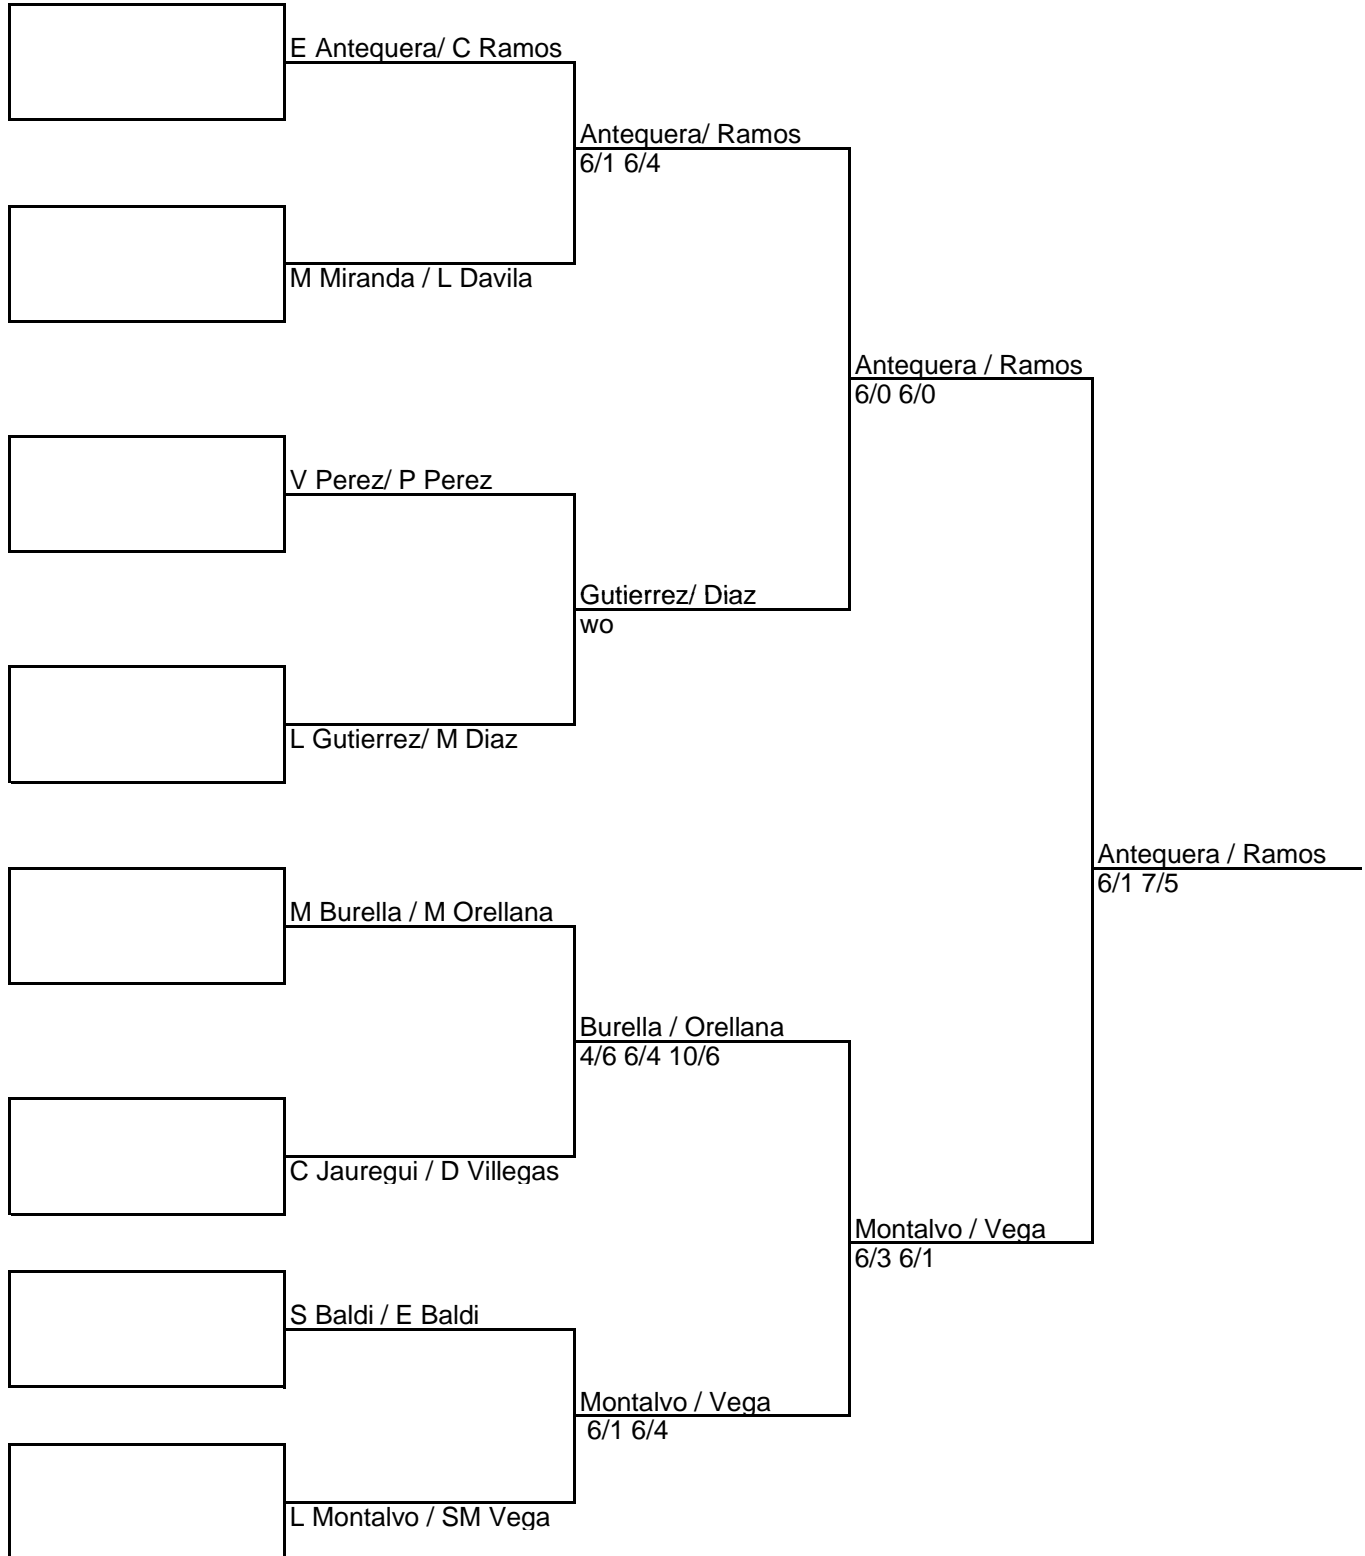 E Antequera/ C Ramos
Antequera/ Ramos
6/1 6/4
M Miranda / L Davila
Antequera / Ramos
6/0 6/0
V Perez/ P Perez
Gutierrez/ Diaz
wo
L Gutierrez/ M Diaz
Antequera / Ramos
6/1 7/5
M Burella / M Orellana
Burella / Orellana
4/6 6/4 10/6
C Jauregui / D Villegas
Montalvo / Vega
6/3 6/1
S Baldi / E Baldi
Montalvo / Vega
6/1 6/4
L Montalvo / SM Vega